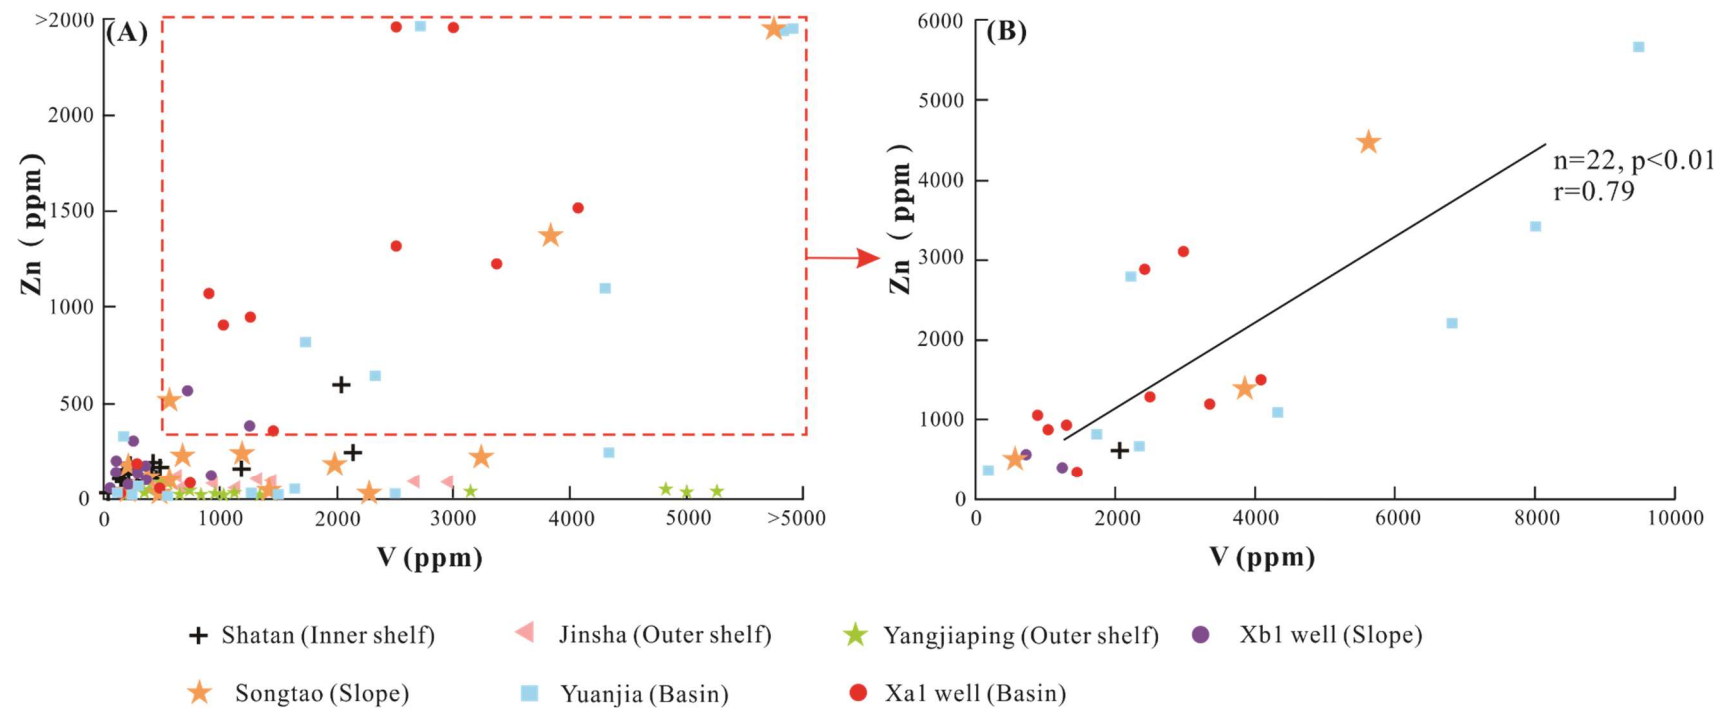 (A)
Zn ( ppm)
>2000
2000
1500
1000
500
0
0 1000 2000 3000 4000 5000 >5000
V (ppm)
(B)
Zn ( ppm )
6000
5000
4000
3000
2000
1000
0
0 2000 4000 6000 8000 10000
V (ppm)
n=22, p<0.01
r=0.79
Shatan (Inner shelf) Jinsha (Outer shelf) Yangjiaping (Outer shelf) Xb1 well (Slope)
Songtao (Slope) Yuanjia (Basin) Xa1 well (Basin)